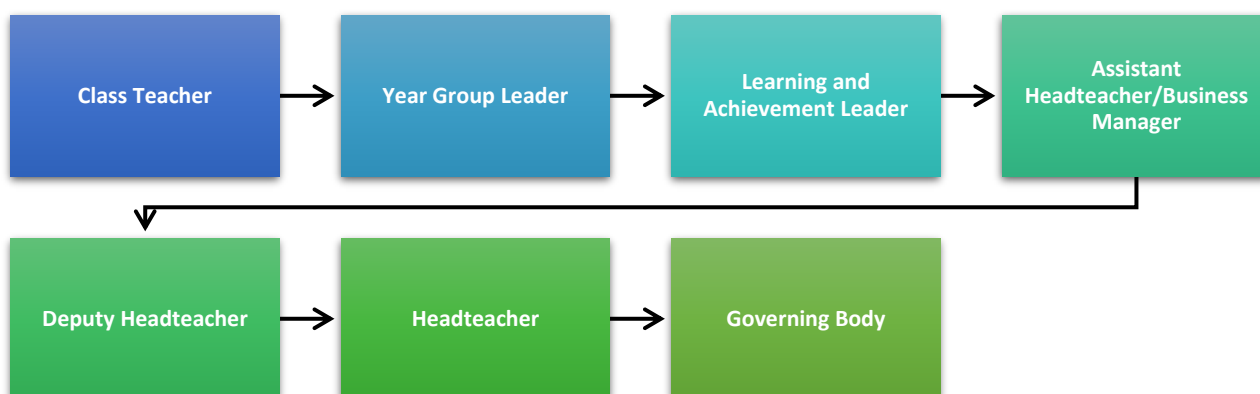 Class Teacher
Year Group Leader
Learning and
Achievement Leader
Assistant
Headteacher/Business
Manager
Deputy Headteacher
Headteacher
Governing Body